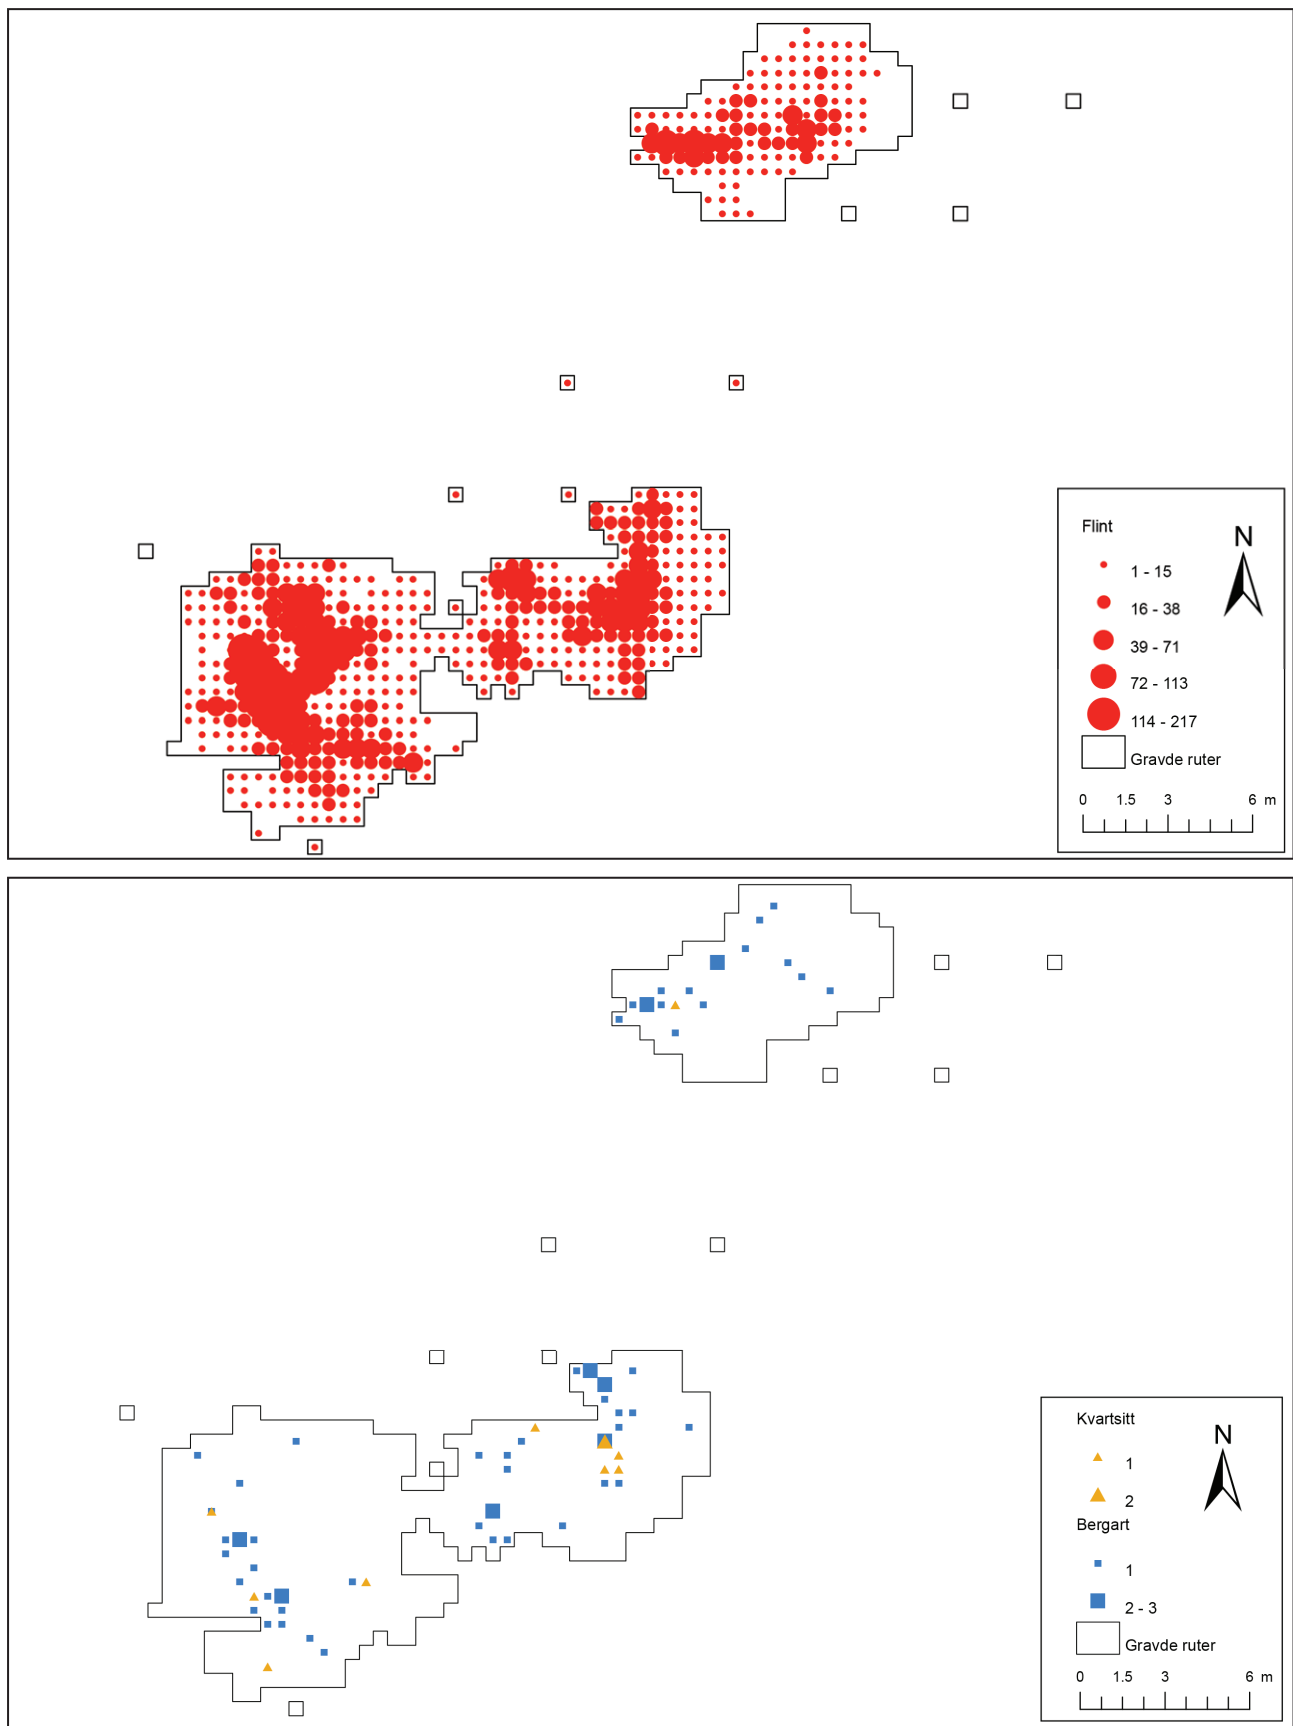 Flint
N
1 - 15
16 - 38
39 - 71
72 - 113
114 - 217
Gravde ruter
0 1.5 3 6 m
Kvartsitt
N
1
2
Bergart
1
2 - 3
Gravde ruter
0 1.5 3 6 m